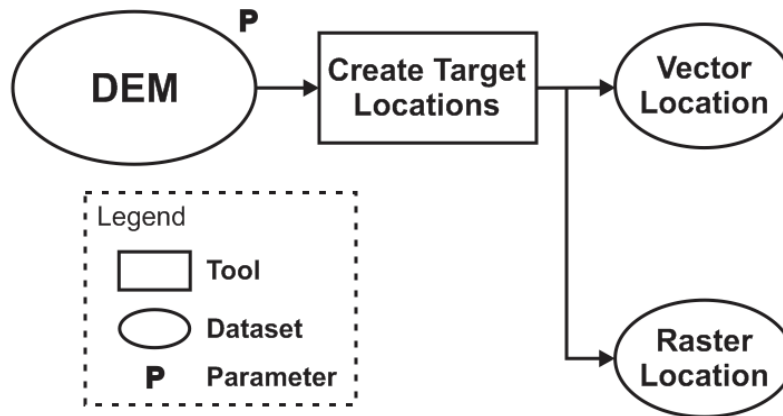 P
DEM
Create Target
Locations
Vector
Location
Legend
Tool
Dataset
P Parameter
Raster
Location